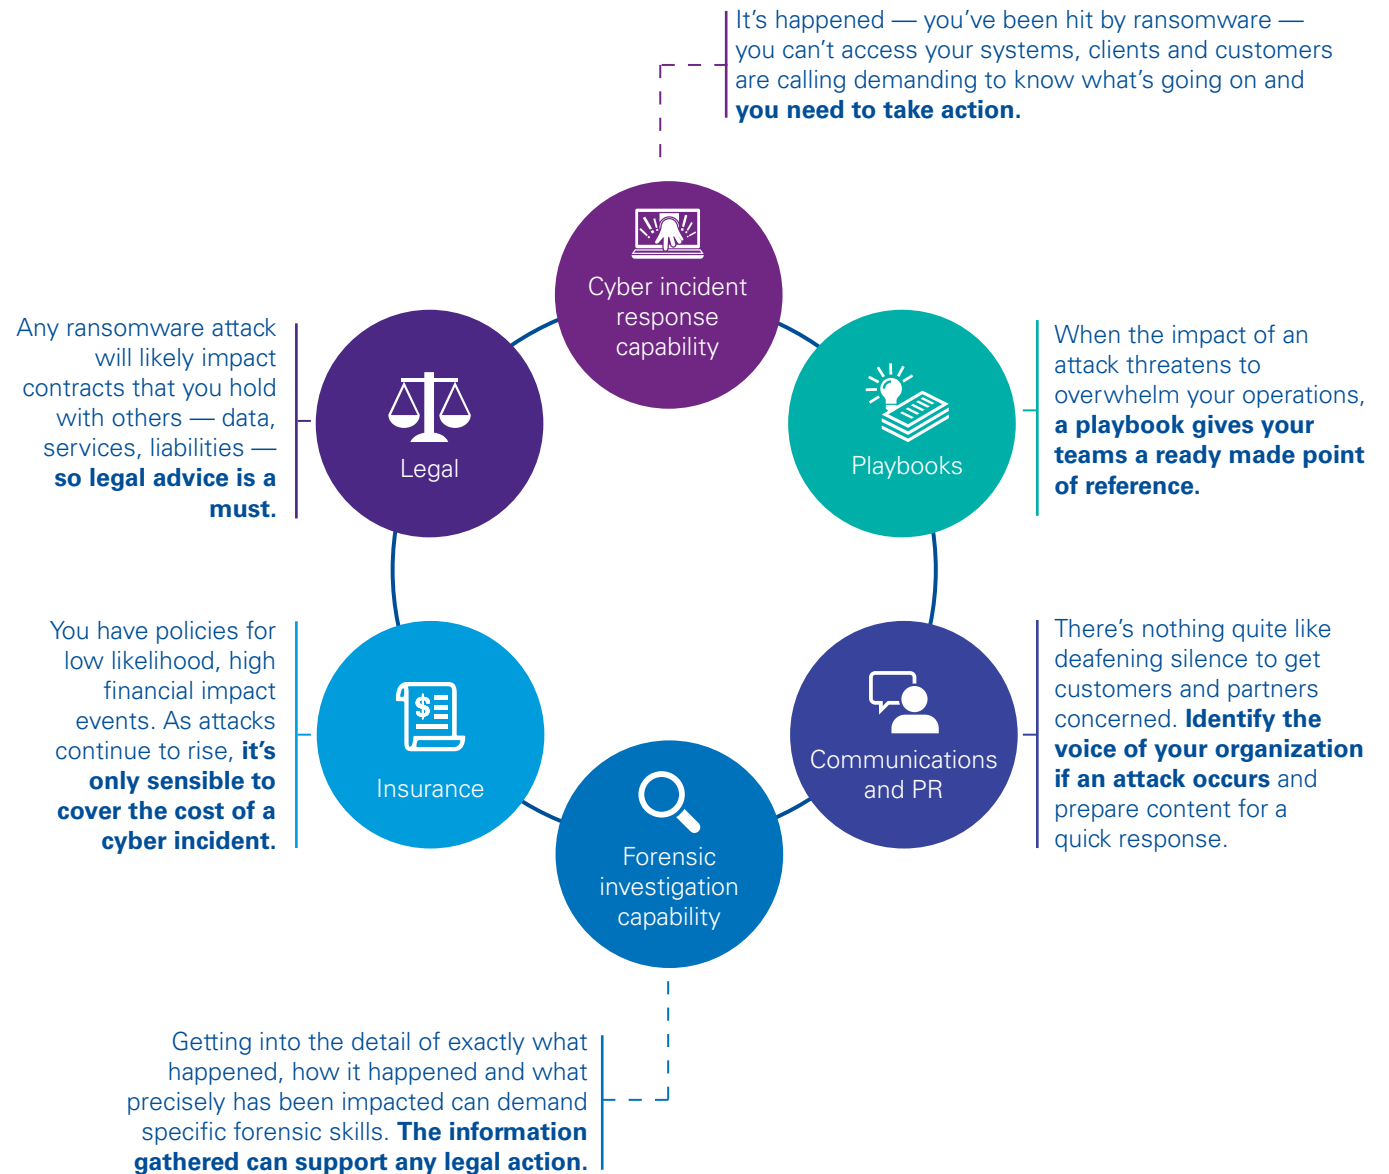 It's happened — you've been hit by ransomware —
you can't access your systems, clients and customers
are calling demanding to know what's going on and
you need to take action.
Cyber incident
response
capability
When the impact of an
attack threatens to
overwhelm your operations,
a playbook gives your
teams a ready made point
of reference.
Playbooks
There's nothing quite like
deafening silence to get
customers and partners
concerned. Identify the
voice of your organization
if an attack occurs and
prepare content for a
quick response.
Communications
and PR
Forensic
investigation
capability
Getting into the detail of exactly what
happened, how it happened and what
precisely has been impacted can demand
specific forensic skills. The information
gathered can support any legal action.
You have policies for
low likelihood, high
financial impact
events. As attacks
continue to rise, it's
only sensible to
cover the cost of a
cyber incident.
$
Insurance
Any ransomware attack
will likely impact
contracts that you hold
with others — data,
services, liabilities —
so legal advice is a
must.
Legal